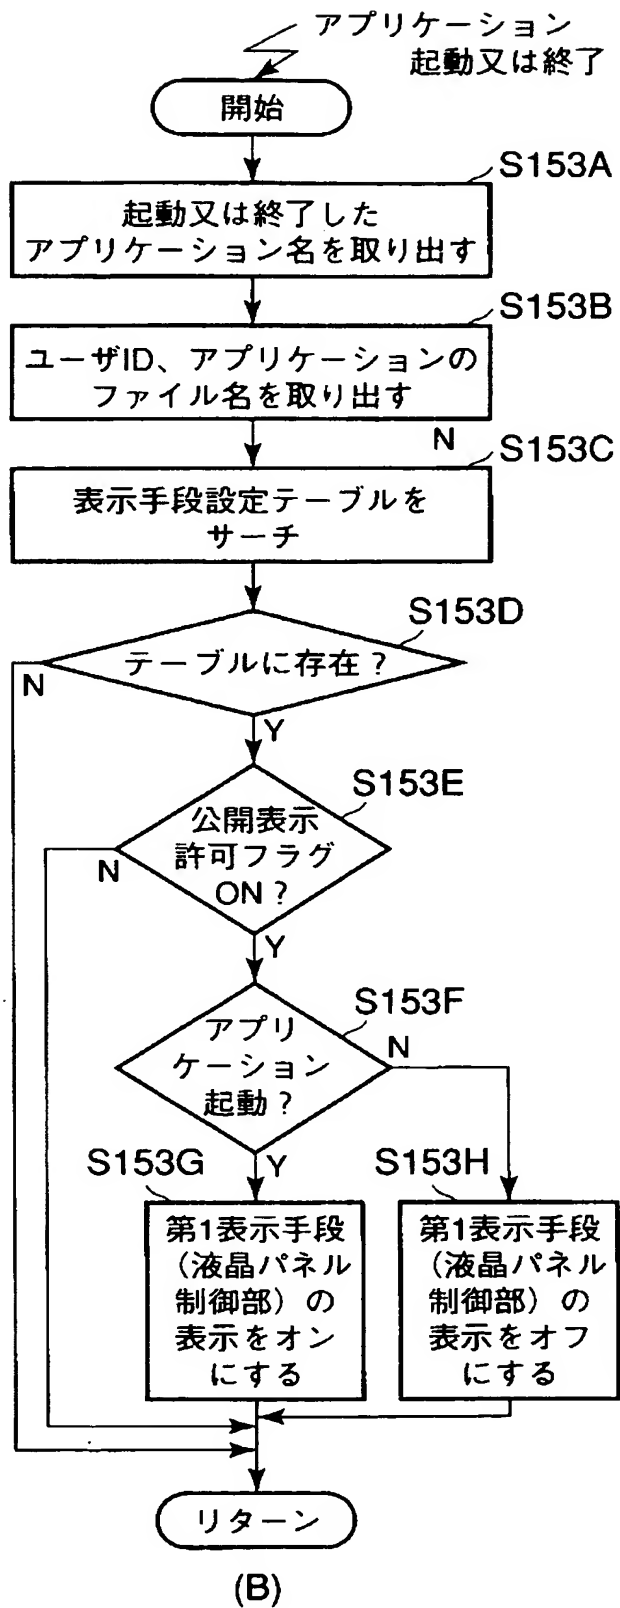 アプリケーション
起動又は終了
開始
S153A
起動又は終了した
アプリケーション名を取り出す
S153B
ユーザID、アプリケーションの
ファイル名を取り出す
N
S153C
表示手段設定テーブルを
サーチ
S153D
テーブルに存在?
N
Y
S153E
公開表示
許可フラグ
ON?
N
Y
S153F
アプリ
ケーション
起動?
N
Y
S153G
第1表示手段
(液晶パネル
制御部)の
表示をオン
にする
S153H
第1表示手段
(液晶パネル
制御部)の
表示をオフ
にする
リターン
(B)